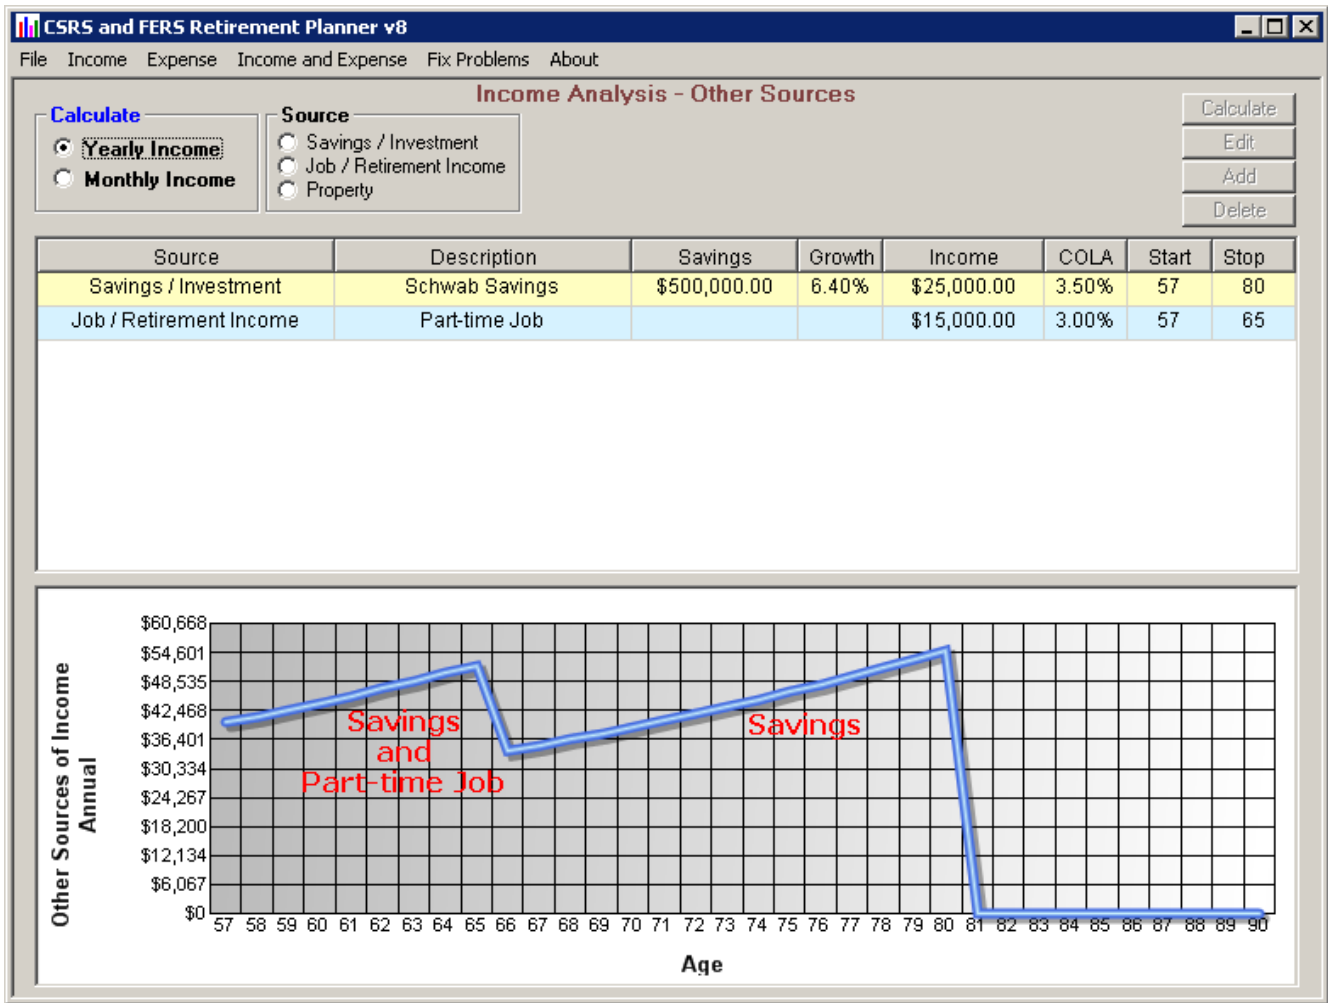 CSRS and FERS Retirement Planner v8
File Income Expense Income and Expense Fix Problems About
Income Analysis - Other Sources
Calculate
Yearly Income
Monthly Income
Source
Savings / Investment
Job / Retirement Income
Property
Calculate
Edit
Add
Delete
Source Description Savings Growth Income COLA Start Stop
Savings / Investment Schwab Savings $500,000.00 6.40% $25,000.00 3.50% 57 80
Job / Retirement Income Part-time Job $15,000.00 3.00% 57 65
Other Sources of Income
Annual
$60,668
$54,601
$48,535
$42,468
$36,401
$30,334
$24,267
$18,200
$12,134
$6,067
$0
Savings
and
Part-time Job
Savings
57 58 59 60 61 62 63 64 65 66 67 68 69 70 71 72 73 74 75 76 77 78 79 80 81 82 83 84 85 86 87 88 89 90
Age